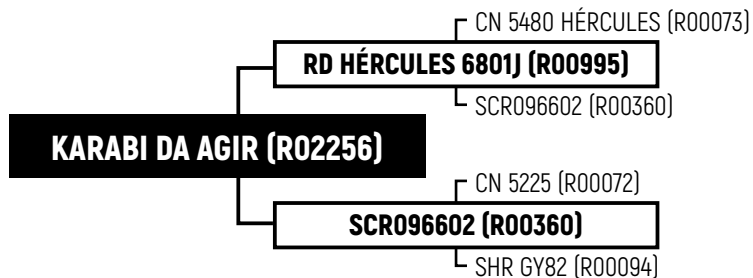 CN 5480 HÉRCULES (R00073)
RD HÉRCULES 6801J (R00995)
SCR096602 (R00360)
KARABI DA AGIR (R02256)
CN 5225 (R00072)
SCR096602 (R00360)
SHR GY82 (R00094)